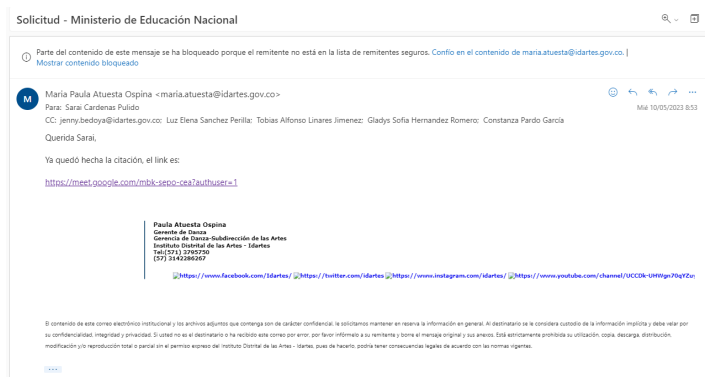 Solicitud - Ministerio de Educación Nacional
Parte del contenido de este mensaje se ha bloqueado porque el remitente no está en la lista de remitentes seguros. Confío en el contenido de maria.atuesta@idartes.gov.co. |
Mostrar contenido bloqueado
M
Maria Paula Atuesta Ospina <maria.atuesta@idartes.gov.co>
Para: Sarai Cardenas Pulido
Mié 10/05/2023 8:53
CC: jenny.bedoya@idartes.gov.co; Luz Elena Sanchez Perilla; Tobias Alfonso Linares Jimenez; Gladys Sofia Hernandez Romero; Constanza Pardo García
Querida Sarai,
Ya quedó hecha la citación, el link es:
https://meet.google.com/mbk-sepo-cea?authuser=1
Paula Atuesta Ospina
Gerente de Danza
Gerencia de Danza-Subdirección de las Artes
Instituto Distrital de las Artes - Idartes
Tel:(571) 3795750
(57) 3142286267
https://www.facebook.com/Idartes/ https://twitter.com/idartes https://www.instagram.com/idartes/ https://www.youtube.com/channel/UCCDk-UHWgn70qYZu
El contenido de este correo electrónico institucional y los archivos adjuntos que contenga son de carácter confidencial, le solicitamos mantener en reserva la información en general. Al destinatario se le considera custodio de la información implícita y debe velar por
su confidencialidad, integridad y privacidad. Si usted no es el destinatario o ha recibido este correo por error, por favor infórmelo a su remitente y borre el mensaje original y sus anexos. Está estrictamente prohibida su utilización, copia, descarga, distribución,
modificación y/o reproducción total o parcial sin el permiso expreso del Instituto Distrital de las Artes - Idartes, pues de hacerlo, podría tener consecuencias legales de acuerdo con las normas vigentes.